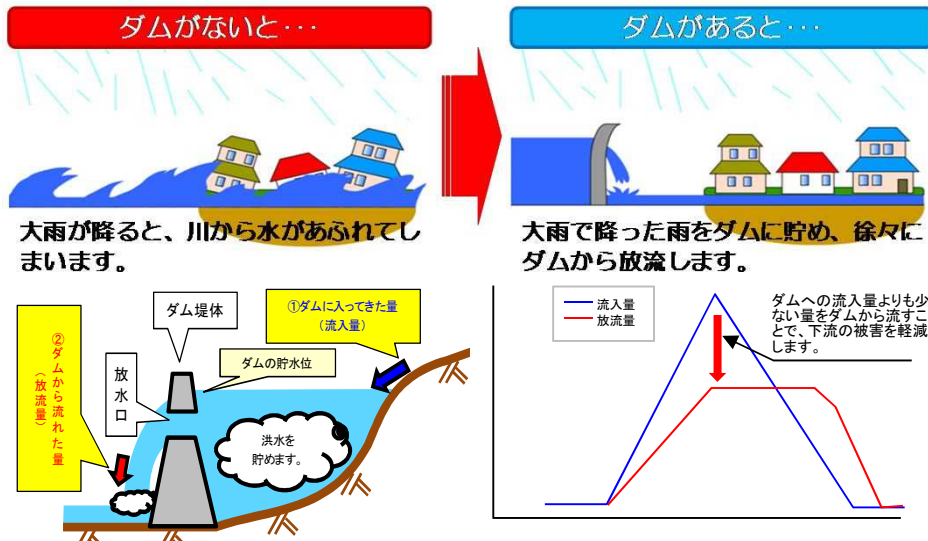 ダムがないと・・・
ダムがあると・・・
大雨が降ると、川から水があふれてし
まいます。
大雨で降った雨をダムに貯め、徐々に
ダムから放流します。
②ダムから流れた量
（放流量）
放水口
ダム堤体
①ダムに入ってきた量
（流入量）
ダムの貯水位
洪水を
貯めます。
流入量
放流量
ダムへの流入量よりも少
ない量をダムから流すこ
とで、下流の被害を軽減
します。